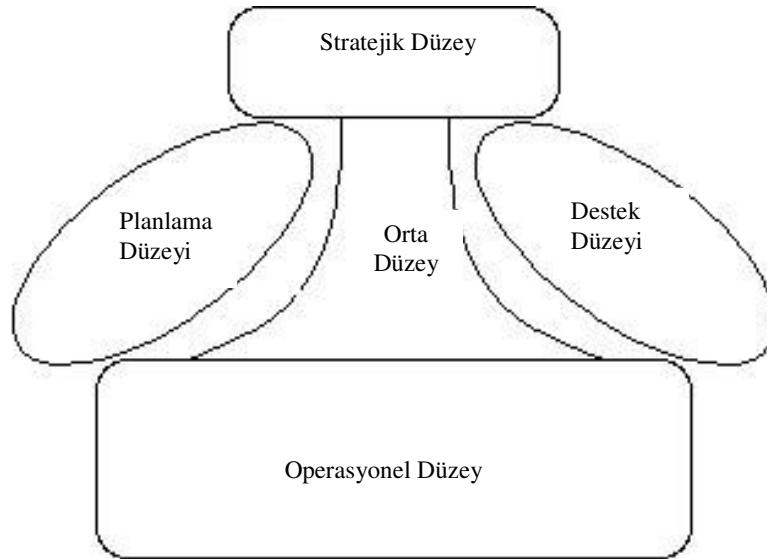 Stratejik Düzey
Planlama
Düzeyi
Orta
Düzey
Destek
Düzeyi
Operasyonel Düzey